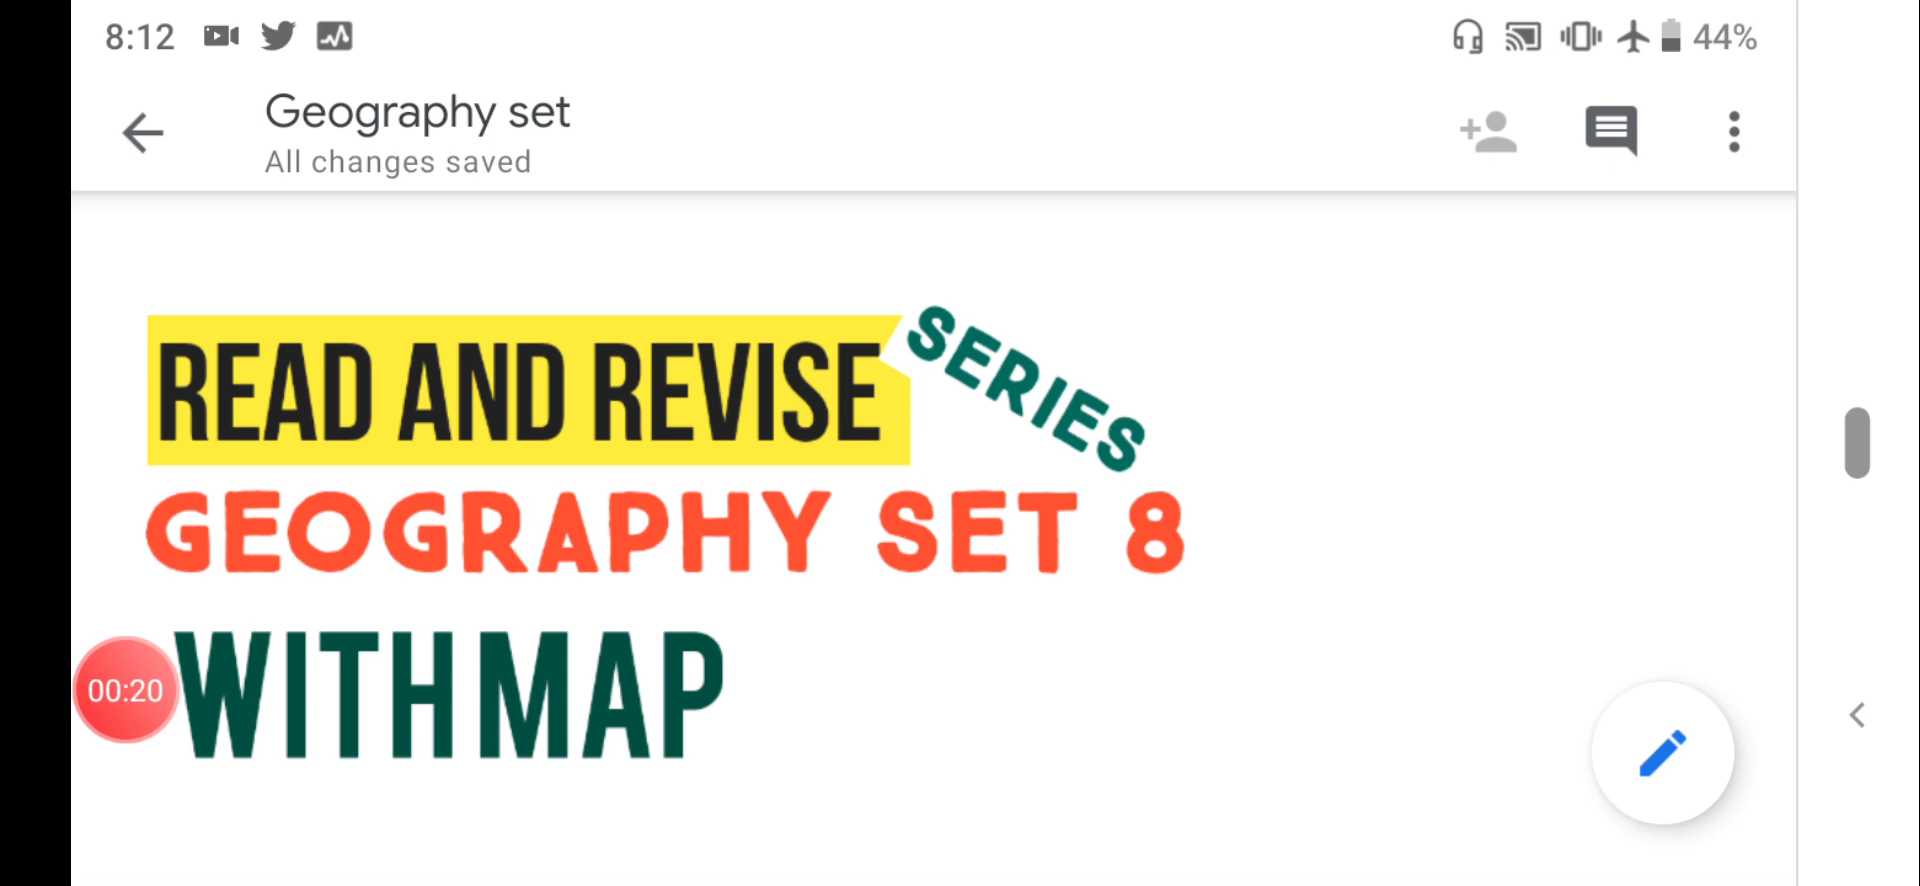 8:12 44%
Geography set
All changes saved
READ AND REVISE SERIES
GEOGRAPHY SET 8
00:20 WITH MAP